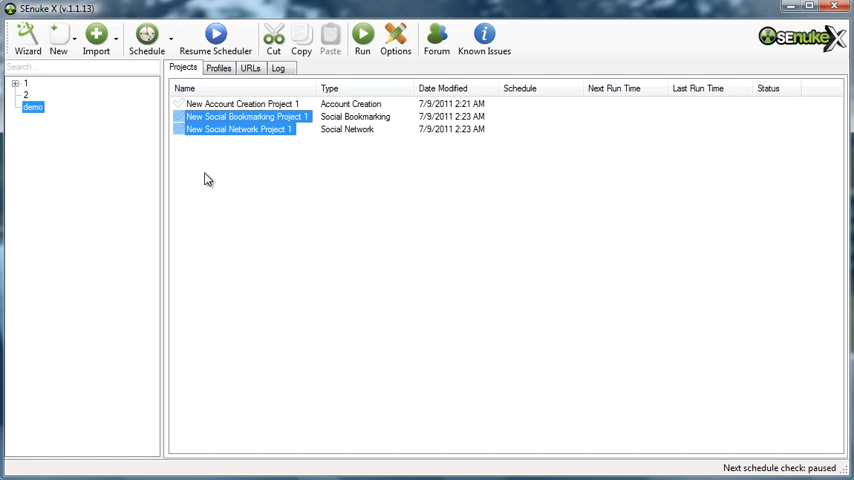 SEnuke X (v.1.1.13)
Wizard New Import Schedule Resume Scheduler Cut Copy Paste Run Options Forum Known Issues
SEnukeX
Search...
Projects Profiles URLs Log
1
2
demo
Name Type Date Modified Schedule Next Run Time Last Run Time Status
New Account Creation Project 1 Account Creation 7/9/2011 2:21 AM
New Social Bookmarking Project 1 Social Bookmarking 7/9/2011 2:23 AM
New Social Network Project 1 Social Network 7/9/2011 2:23 AM
Next schedule check: paused